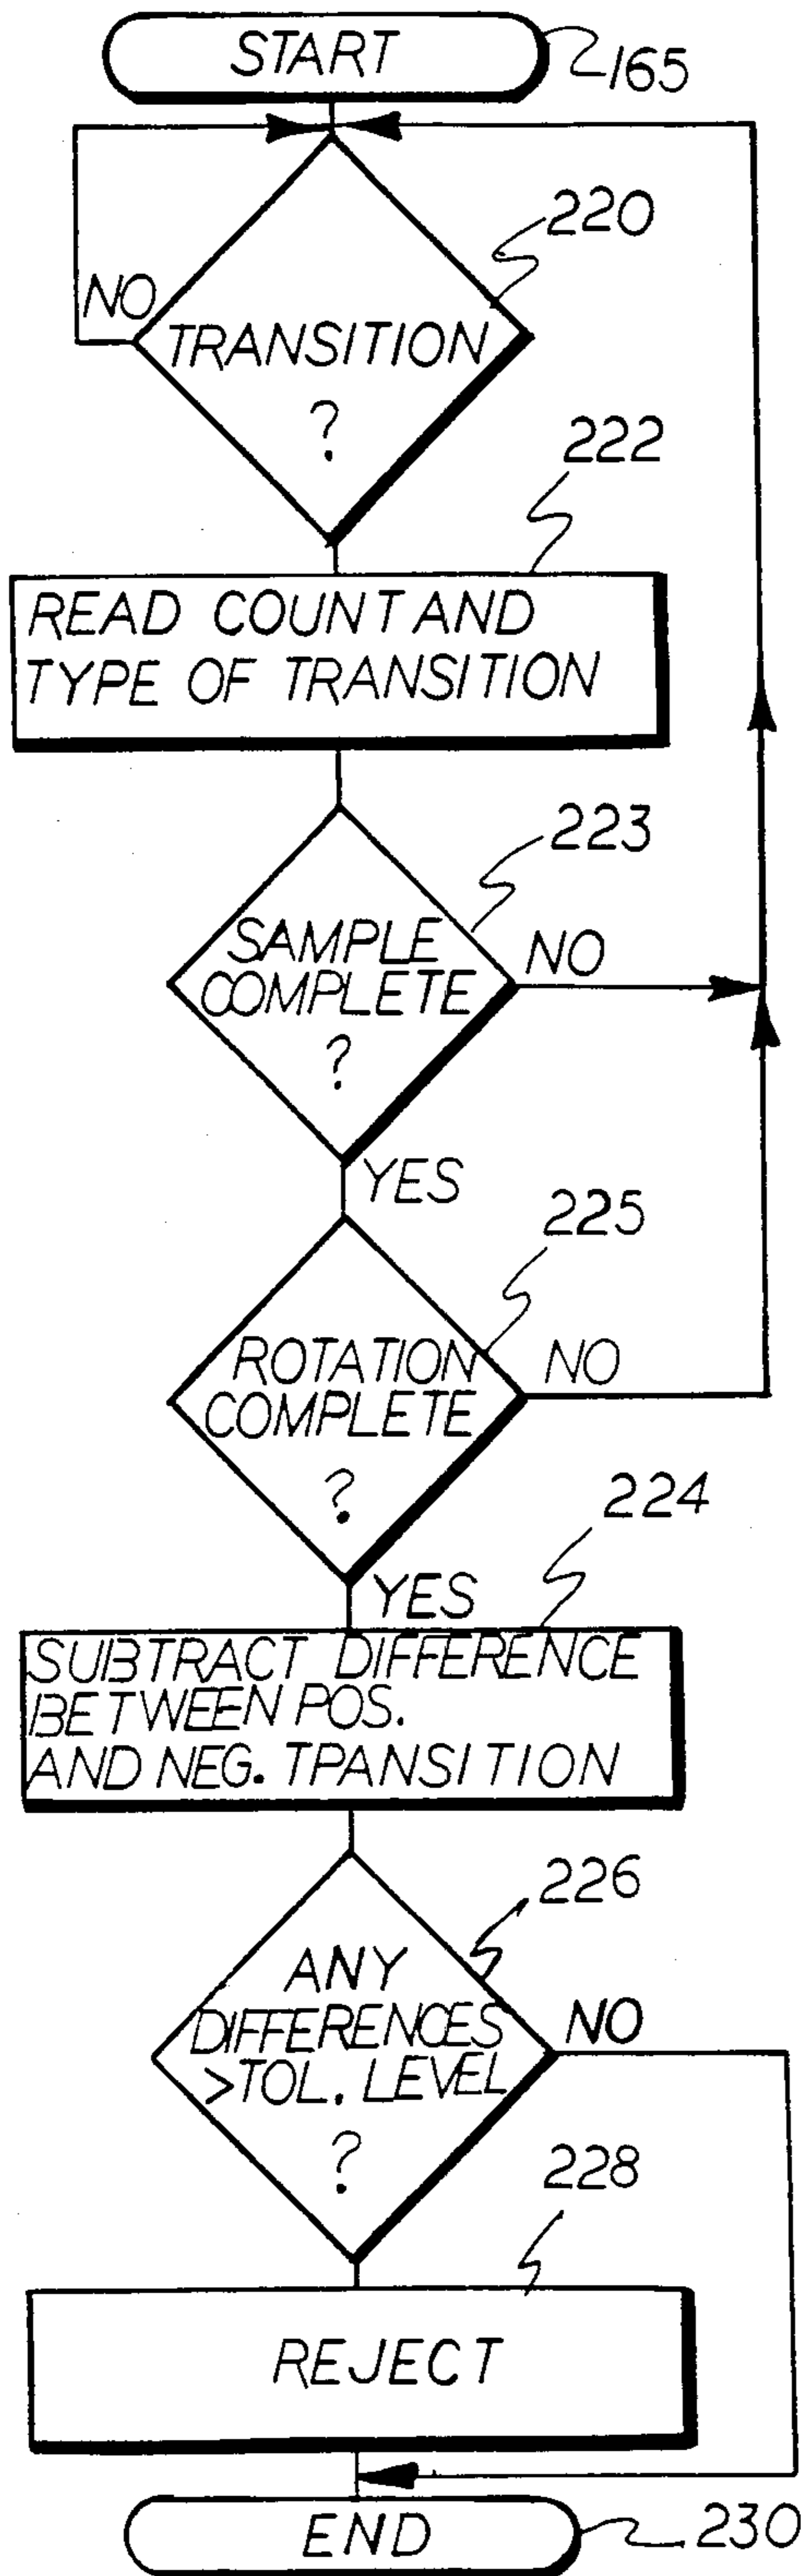 START
165
220
NO
TRANSITION
?
222
READ COUNT AND
TYPE OF TRANSITION
223
SAMPLE
COMPLETE
?
NO
YES
225
ROTATION
COMPLETE
?
NO
224
YES
SUBTRACT DIFFERENCE
BETWEEN POS.
AND NEG. TPANSITION
226
ANY
DIFFERENCES
>TOL. LEVEL
?
NO
228
REJECT
END
230